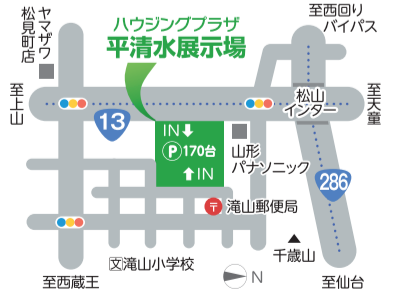 ハウジングプラザ
平清水展示場
至西回り
バイパス
ヤマザワ
松見町店
至上山
至天童
松山
インター
13
IN
P 170台
IN
山形
パナソニック
286
〒 滝山郵便局
文 滝山小学校
千歳山
N
至西蔵王
至仙台